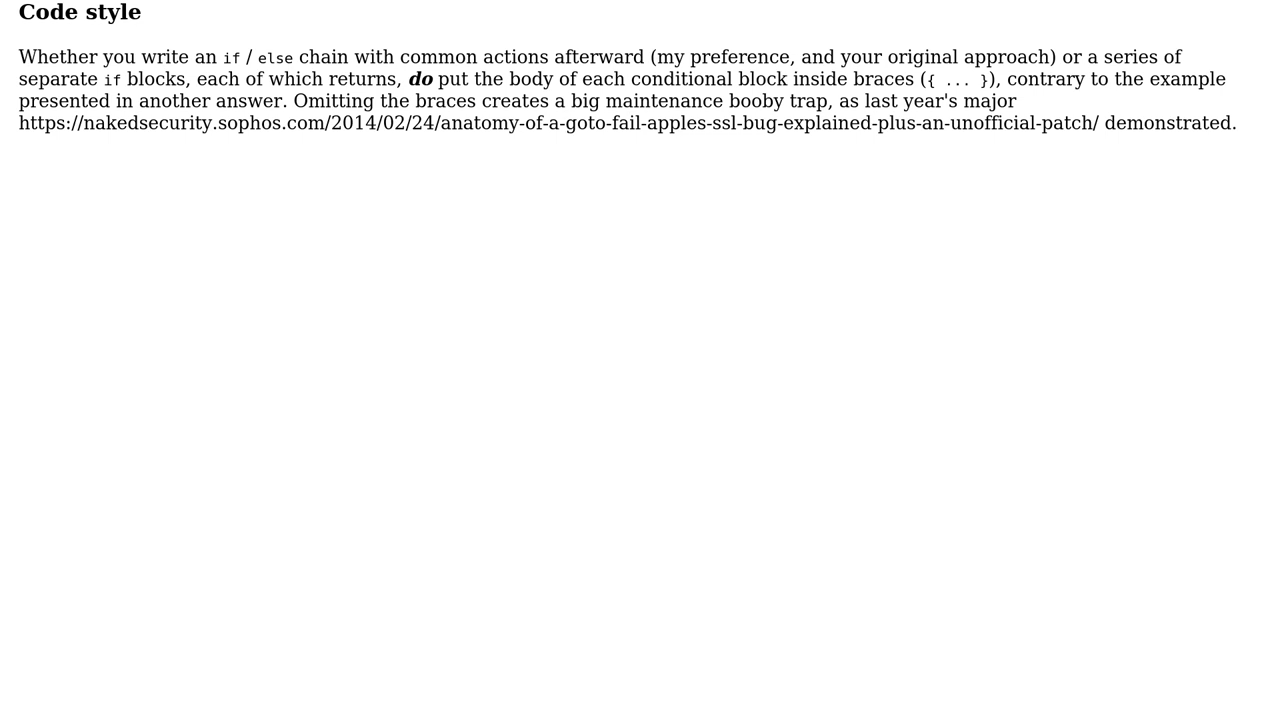 Code style
Whether you write an if / else chain with common actions afterward (my preference, and your original approach) or a series of
separate if blocks, each of which returns, do put the body of each conditional block inside braces ({ ... }), contrary to the example
presented in another answer. Omitting the braces creates a big maintenance booby trap, as last year's major
https://nakedsecurity.sophos.com/2014/02/24/anatomy-of-a-goto-fail-apples-ssl-bug-explained-plus-an-unofficial-patch/ demonstrated.